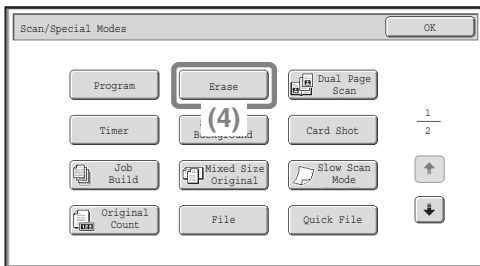 Scan/Special Modes
OK
Program
Erase
Dual Page
Scan
(4)
Timer
Card Shot
1
2
Job
Build
Mixed Size
Original
Slow Scan
Mode
Original
Count
File
Quick File